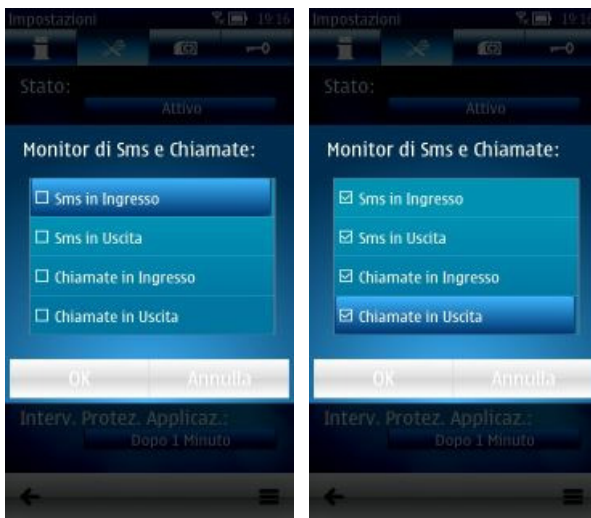 Impostazioni 19:16
Stato:
Attivo
Monitor di Sms e Chiamate:
Sms in Ingresso
Sms in Uscita
Chiamate in Ingresso
Chiamate in Uscita
OK Annulla
Interv. Protez. Applicaz.:
Dopo 1 Minuto
Impostazioni 19:16
Stato:
Attivo
Monitor di Sms e Chiamate:
Sms in Ingresso
Sms in Uscita
Chiamate in Ingresso
Chiamate in Uscita
OK Annulla
Interv. Protez. Applicaz.:
Dopo 1 Minuto